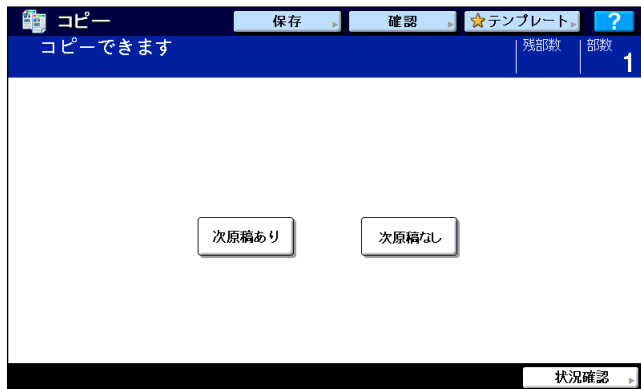 コピー
保存
確認
テンプレート
?
コピーできます
残部数
部数
1
次原稿あり
次原稿なし
状況確認